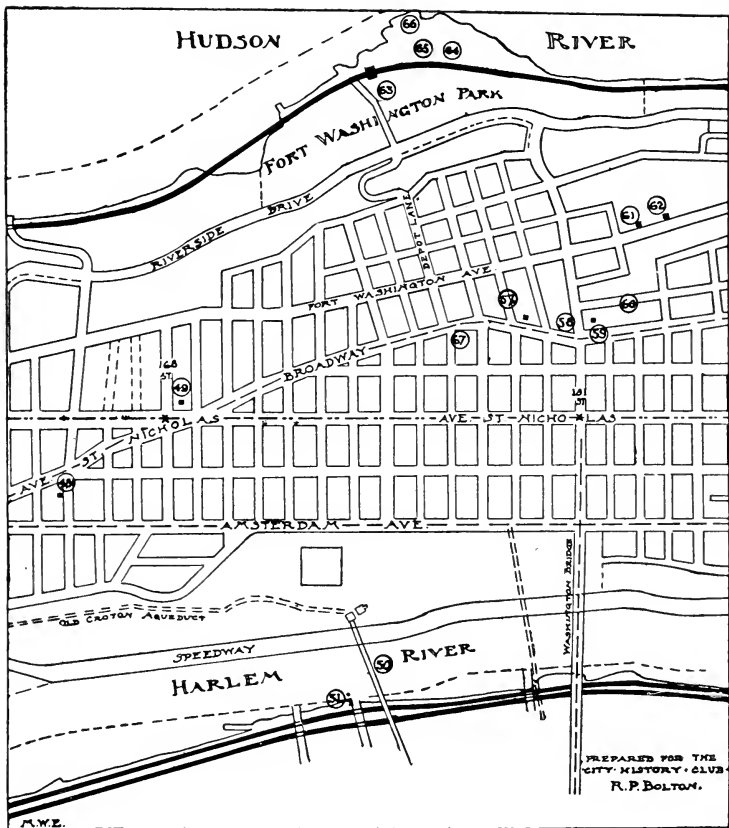 HUDSON RIVER
66
65 64
63
FORT WASHINGTON PARK
RIVERSIDE DRIVE
DEPOT LANE
61 62
FORT WASHINGTON AVE.
57 58 59 60
67
BROADWAY
168
ST.
49
181
ST
AVE. ST. NICHOLAS
AVE. ST. NICHOLAS
48
AMSTERDAM AVE.
WASHINGTON BRIDGE
OLD CROTON AQUEDUCT
SPEEDWAY
50
HARLEM RIVER
51
PREPARED FOR THE
CITY HISTORY CLUB
R. P. BOLTON.
M.W.E.